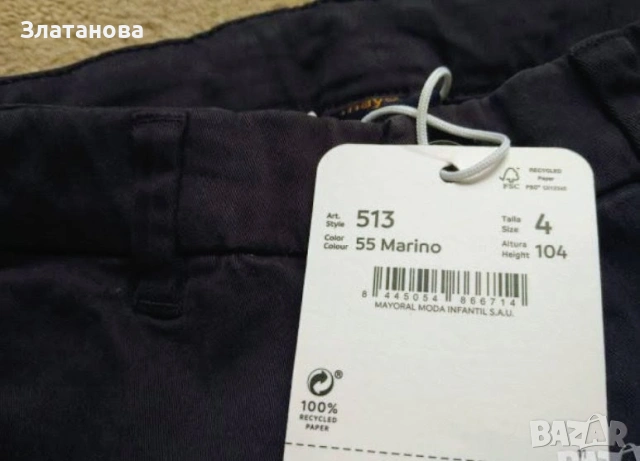 Златанова
RECYCLED
Paper
FSC
Art.
Style
513
Talla
Size
4
Color
Colour
55 Marino
Altura
Height
104
8 445054 866714
MAYORAL MODA INFANTIL S.A.U.
®
100%
RECYCLED
PAPER
BAZAR